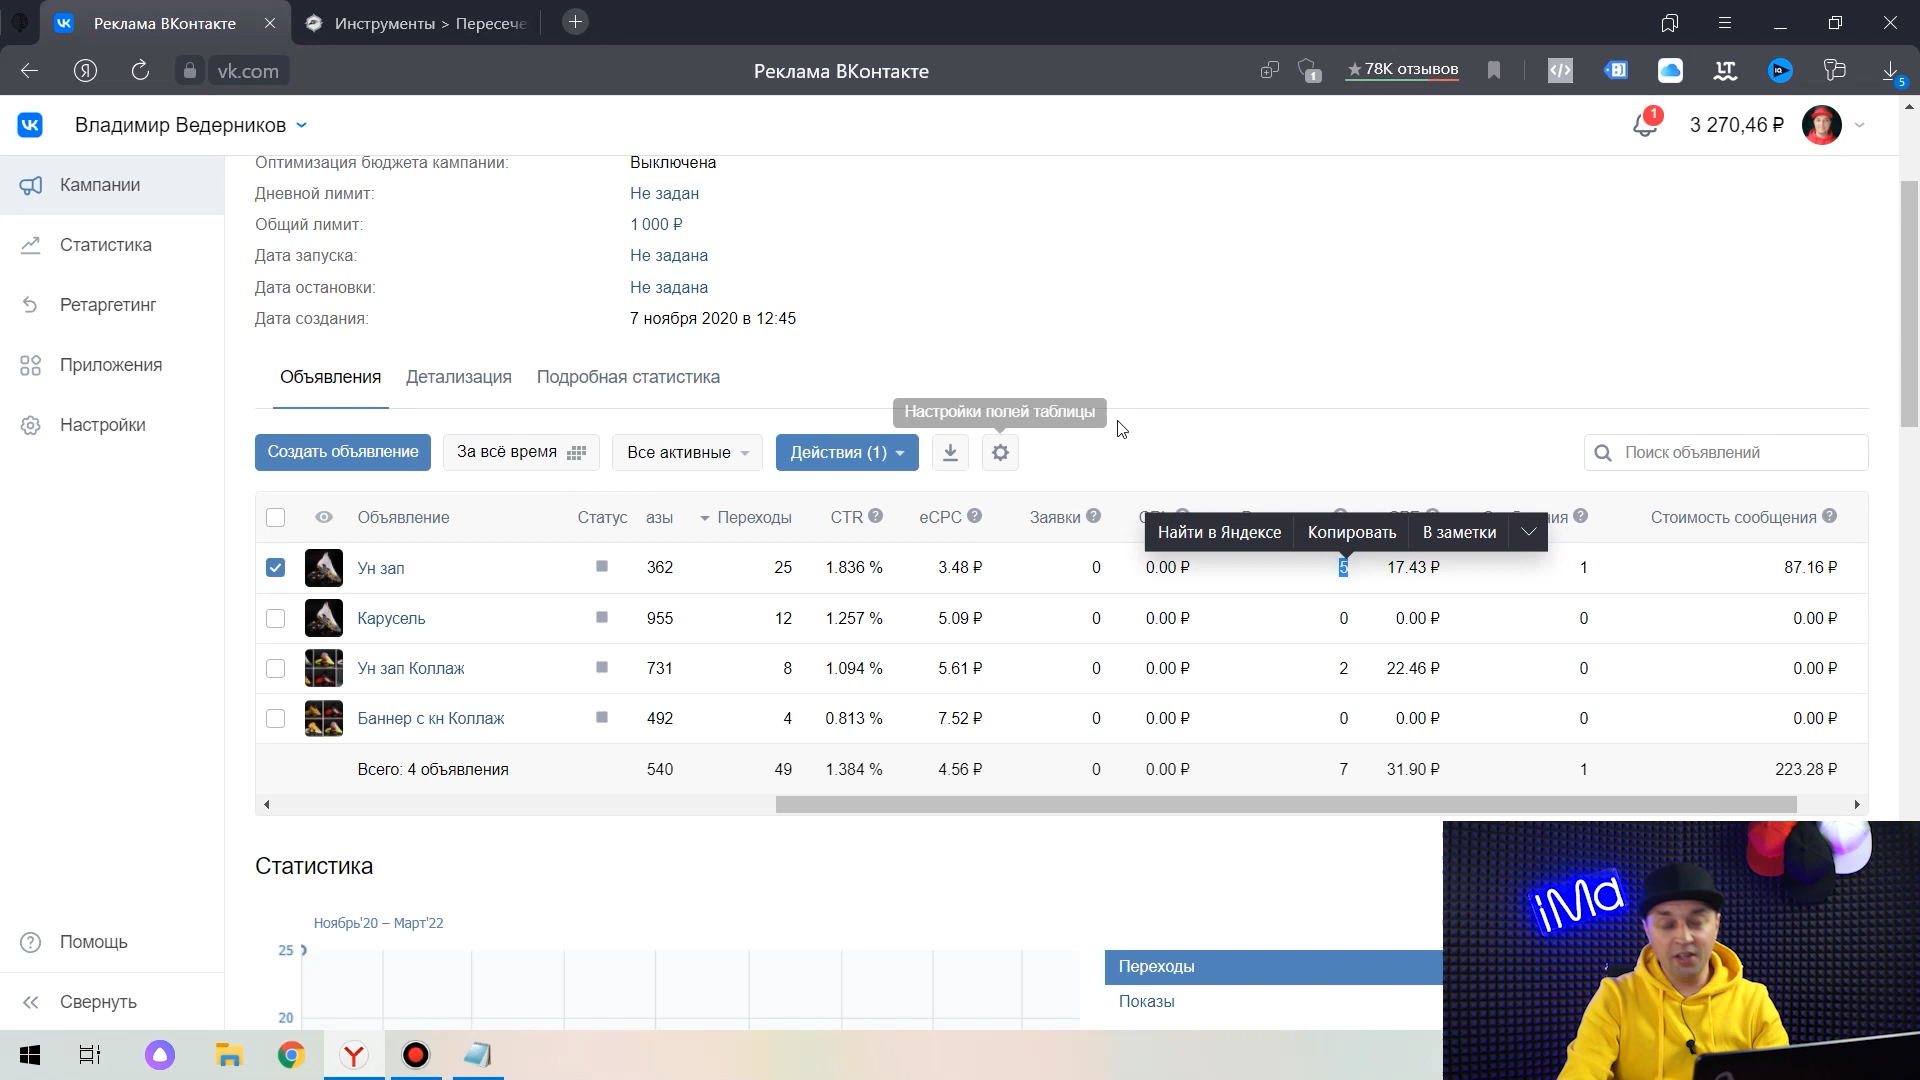 Реклама ВКонтакте
Инструменты > Пересече
vk.com
Реклама ВКонтакте
★78K отзывов
1
5
Владимир Ведерников
1
3 270,46 ₽
Кампании
Статистика
Ретаргетинг
Приложения
Настройки
Помощь
Свернуть
Оптимизация бюджета кампании: Выключена
Дневной лимит: Не задан
Общий лимит: 1 000 ₽
Дата запуска: Не задана
Дата остановки: Не задана
Дата создания: 7 ноября 2020 в 12:45
Объявления Детализация Подробная статистика
Настройки полей таблицы
Создать объявление За всё время Все активные Действия (1) Поиск объявлений
Объявление Статус азы Переходы CTR eCPC Заявки Стоимость сообщения
Найти в Яндексе Копировать В заметки
Ун зап 362 25 1.836 % 3.48 ₽ 0 0.00 ₽ 5 17.43 ₽ 1 87.16 ₽
Карусель 955 12 1.257 % 5.09 ₽ 0 0.00 ₽ 0 0.00 ₽ 0 0.00 ₽
Ун зап Коллаж 731 8 1.094 % 5.61 ₽ 0 0.00 ₽ 2 22.46 ₽ 0 0.00 ₽
Баннер с кн Коллаж 492 4 0.813 % 7.52 ₽ 0 0.00 ₽ 0 0.00 ₽ 0 0.00 ₽
Всего: 4 объявления 540 49 1.384 % 4.56 ₽ 0 0.00 ₽ 7 31.90 ₽ 1 223.28 ₽
Статистика
Ноябрь'20 – Март'22
25
20
Переходы
Показы
iMa